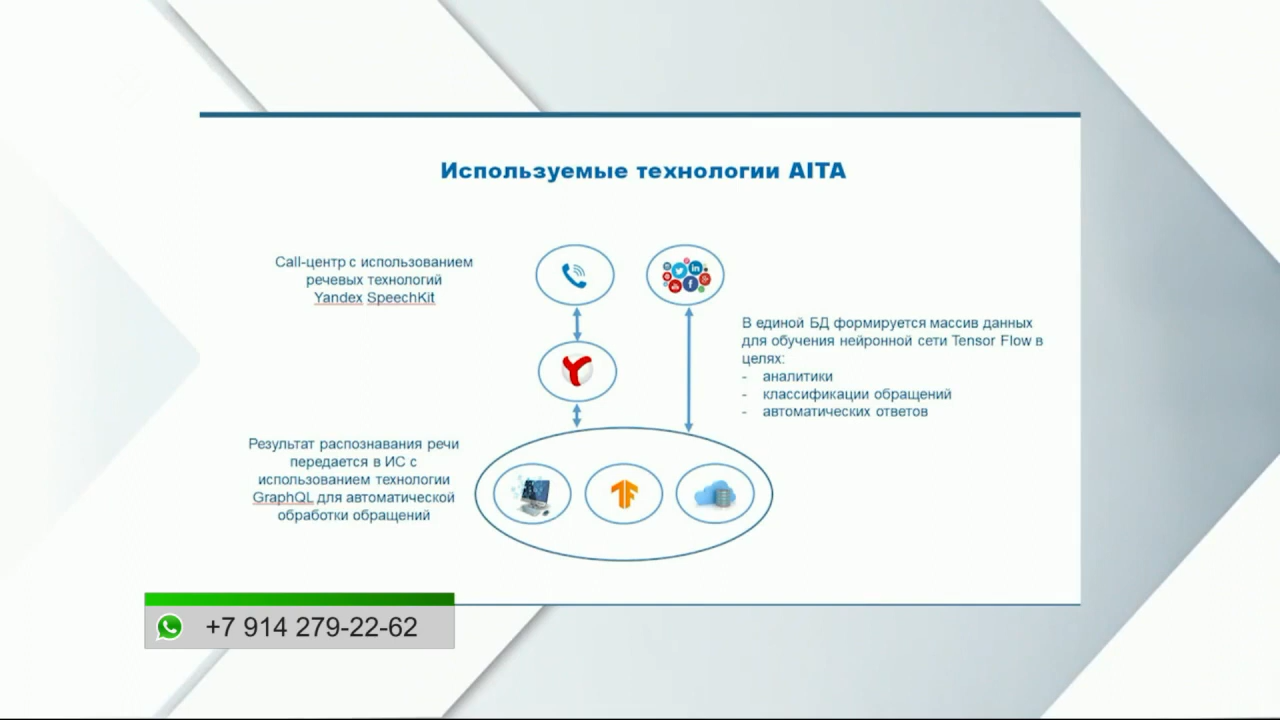 Используемые технологии AITA
Call-центр с использованием
речевых технологий
Yandex SpeechKit
В единой БД формируется массив данных
для обучения нейронной сети Tensor Flow в
целях:
- аналитики
- классификации обращений
- автоматических ответов
Результат распознавания речи
передается в ИС с
использованием технологии
GraphQL для автоматической
обработки обращений
+7 914 279-22-62